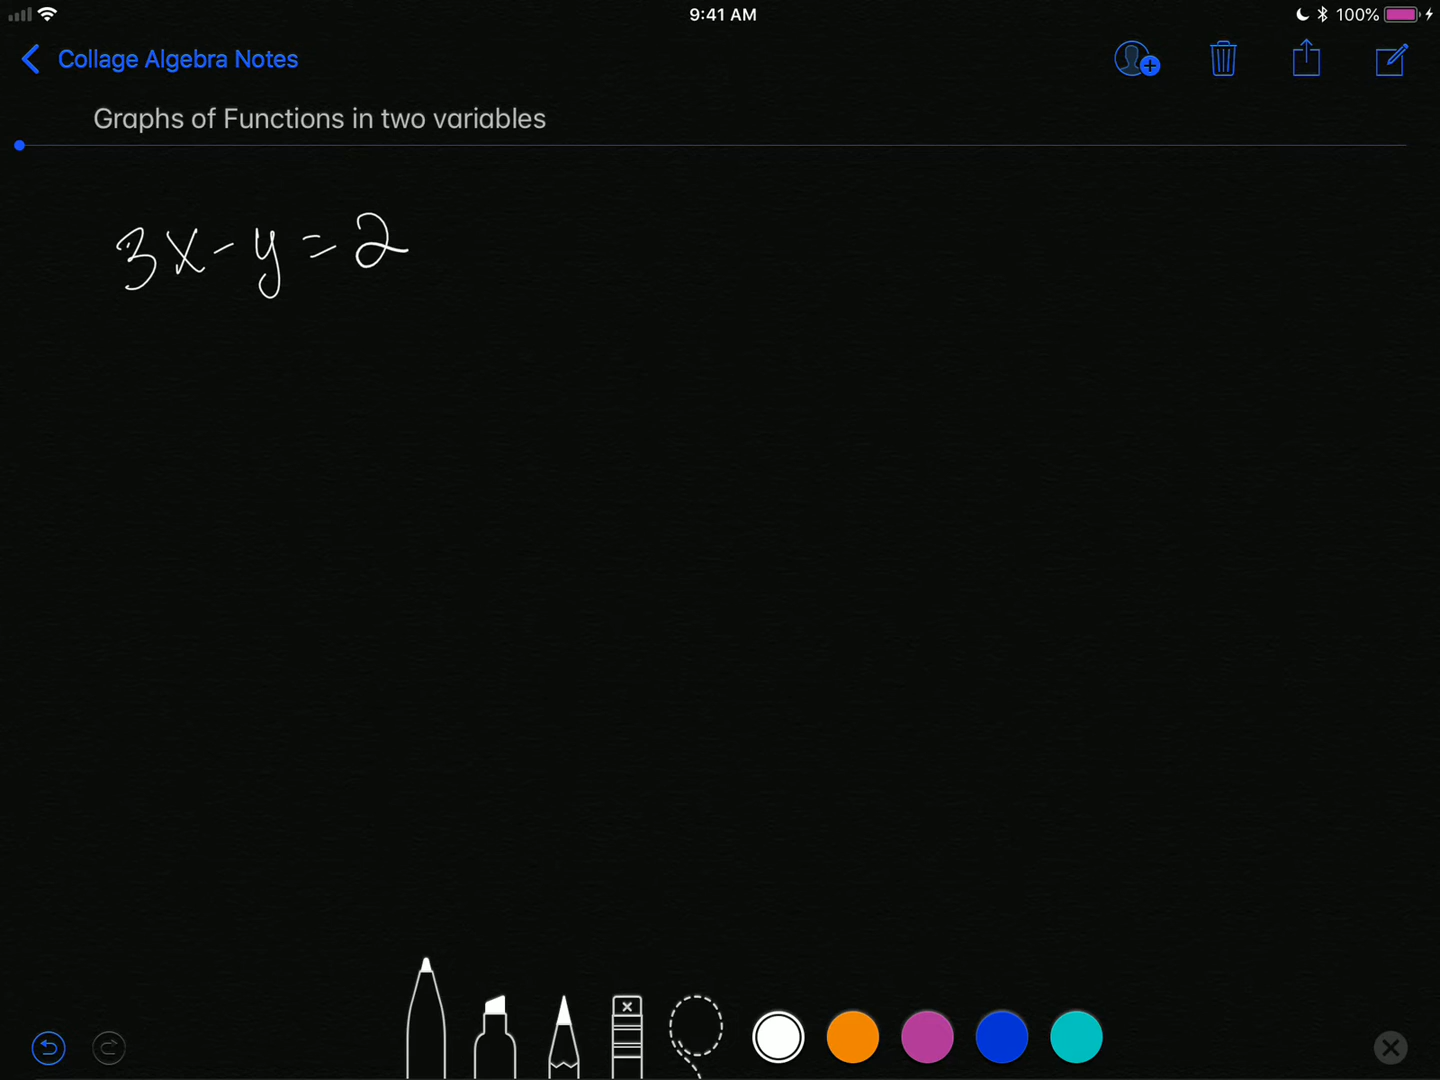 9:41 AM
100%
Collage Algebra Notes
Graphs of Functions in two variables
3x - y = 2